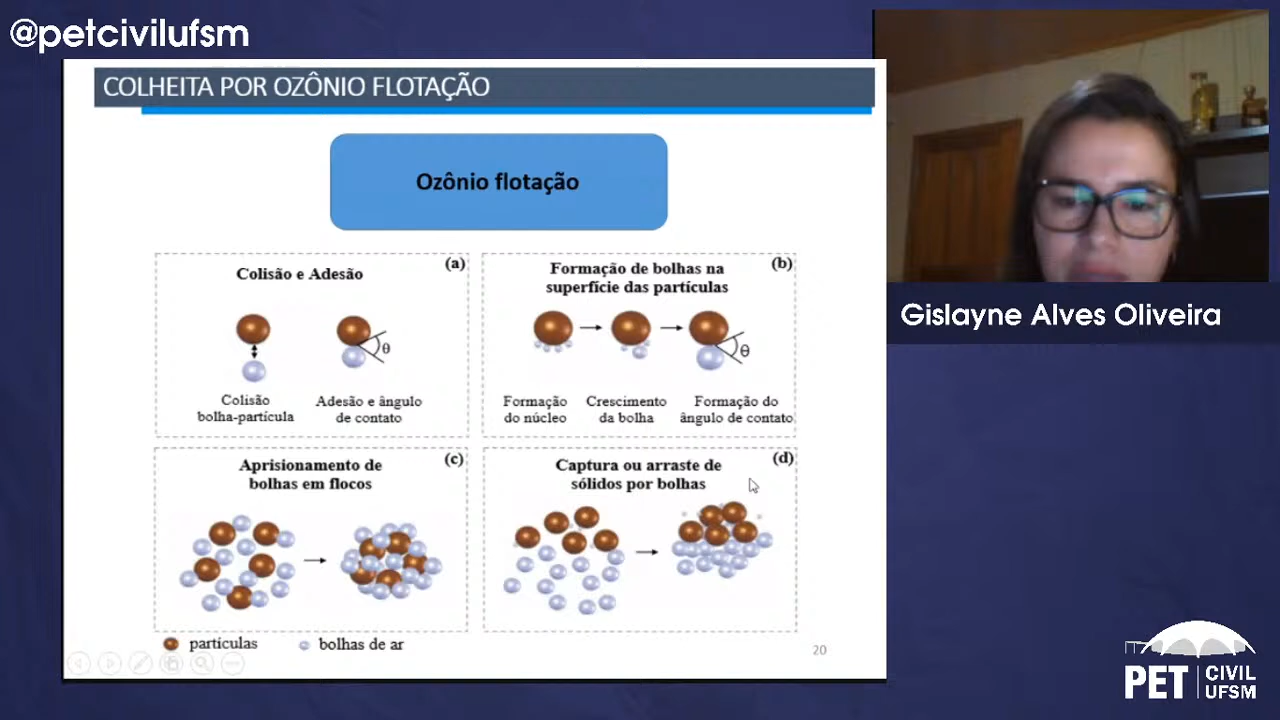 @petcivilufsm
COLHEITA POR OZÔNIO FLOTAÇÃO
Ozônio flotação
Colisão e Adesão
(a)
θ
Colisão
bolha-partícula
Adesão e ângulo
de contato
Formação de bolhas na
superfície das partículas
(b)
θ
Formação
do núcleo
Crescimento
da bolha
Formação do
ângulo de contato
Aprisionamento de
bolhas em flocos
(c)
Captura ou arraste de
sólidos por bolhas
(d)
partículas
bolhas de ar
20
Gislayne Alves Oliveira
PET
CIVIL
UFSM